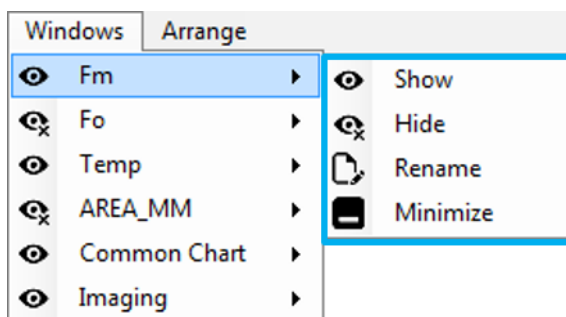 Windows Arrange
Fm
Fo
Temp
AREA_MM
Common Chart
Imaging
Show
Hide
Rename
Minimize